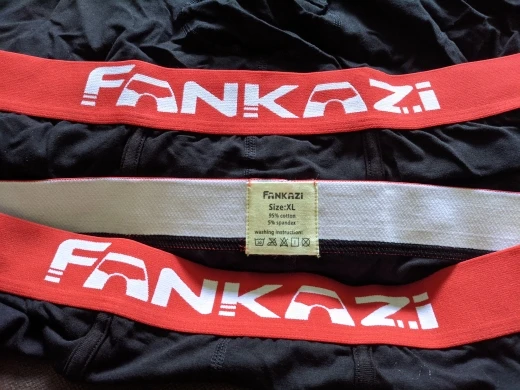 FANKAZi
FANKAZI
Size:XL
95% cotton
5% spandex
washing instruction:
FANKAZi